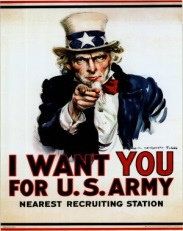 I WANT YOU
FOR U.S. ARMY
NEAREST RECRUITING STATION